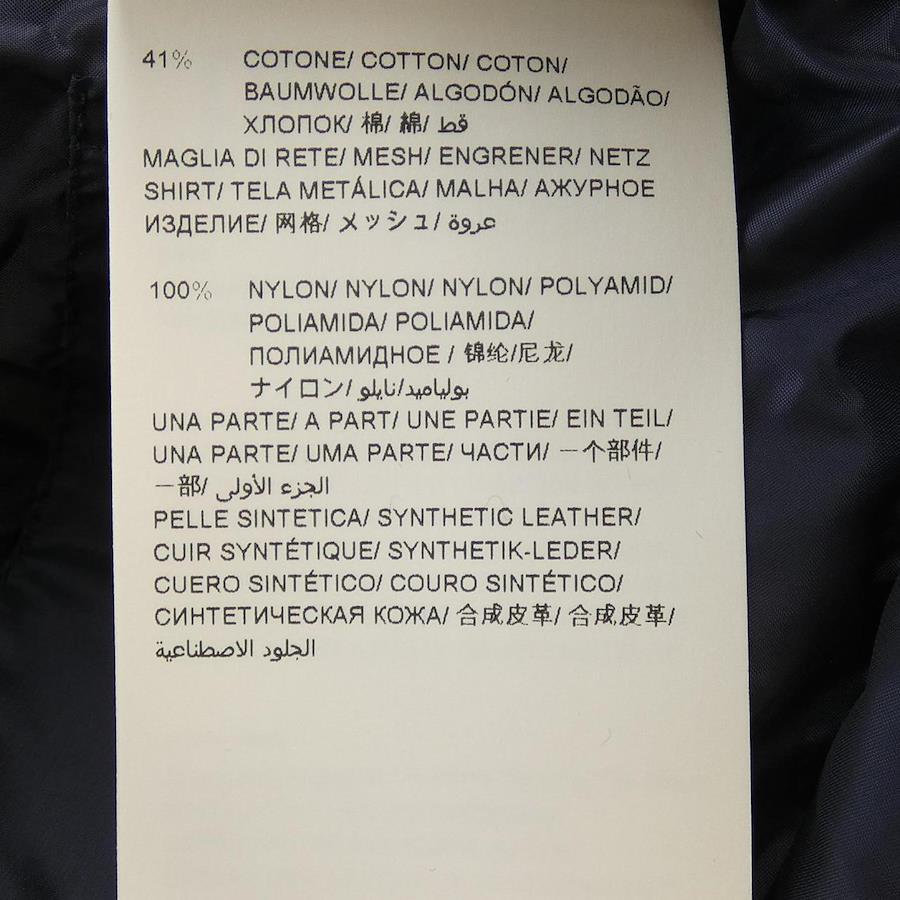 41% COTONE/ COTTON/ COTON/
BAUMWOLLE/ ALGODÓN/ ALGODÃO/
ХЛОПОК/ 棉/ 綿/ قط
MAGLIA DI RETE/ MESH/ ENGRENER/ NETZ
SHIRT/ TELA METÁLICA/ MALHA/ АЖУРНОЕ
ИЗДЕЛИЕ/ 网格/ メッシュ/ عروة
100% NYLON/ NYLON/ NYLON/ POLYAMID/
POLIAMIDA/ POLIAMIDA/
ПОЛИАМИДНОЕ / 锦纶/尼龙/
ナイロン/ بولياميد/نايلو
UNA PARTE/ A PART/ UNE PARTIE/ EIN TEIL/
UNA PARTE/ UMA PARTE/ ЧАСТИ/ 一个部件/
一部/ الجزء الأولى
PELLE SINTETICA/ SYNTHETIC LEATHER/
CUIR SYNTÉTIQUE/ SYNTHETIK-LEDER/
CUERO SINTÉTICO/ COURO SINTÉTICO/
СИНТЕТИЧЕСКАЯ КОЖА/ 合成皮革/ 合成皮革/
الجلود الاصطناعية